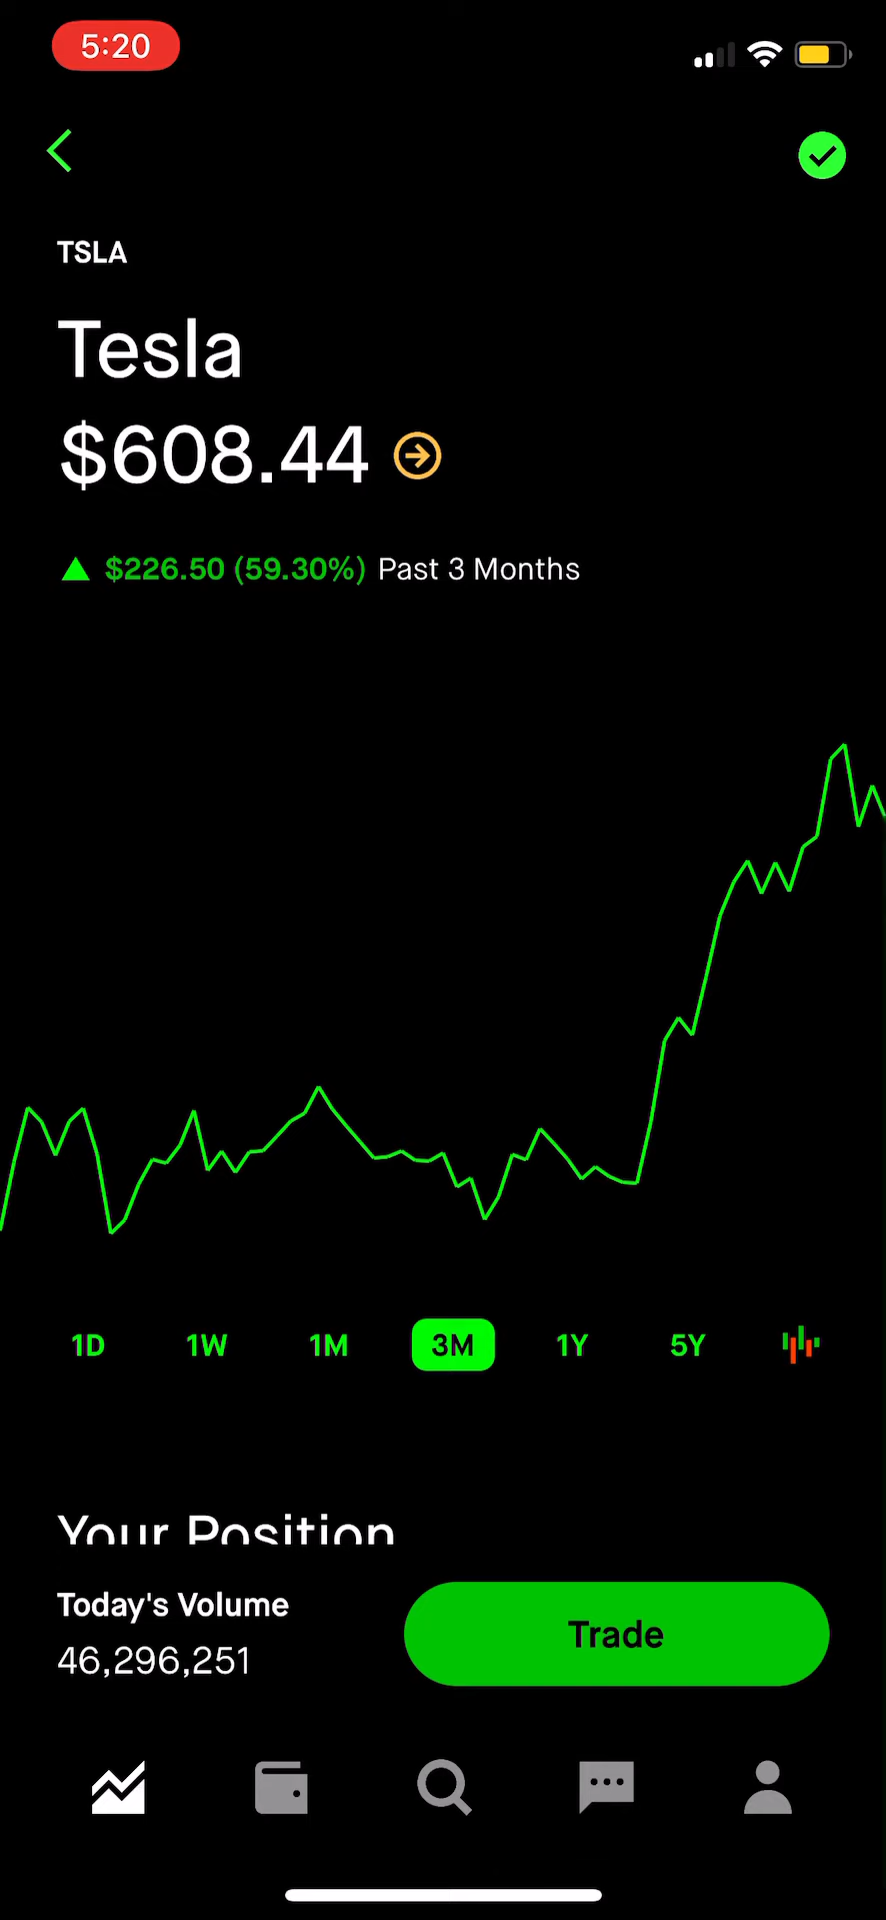 5:20
TSLA
Tesla
$608.44
$226.50 (59.30%) Past 3 Months
1D 1W 1M 3M 1Y 5Y
Your Position
Today's Volume
46,296,251
Trade